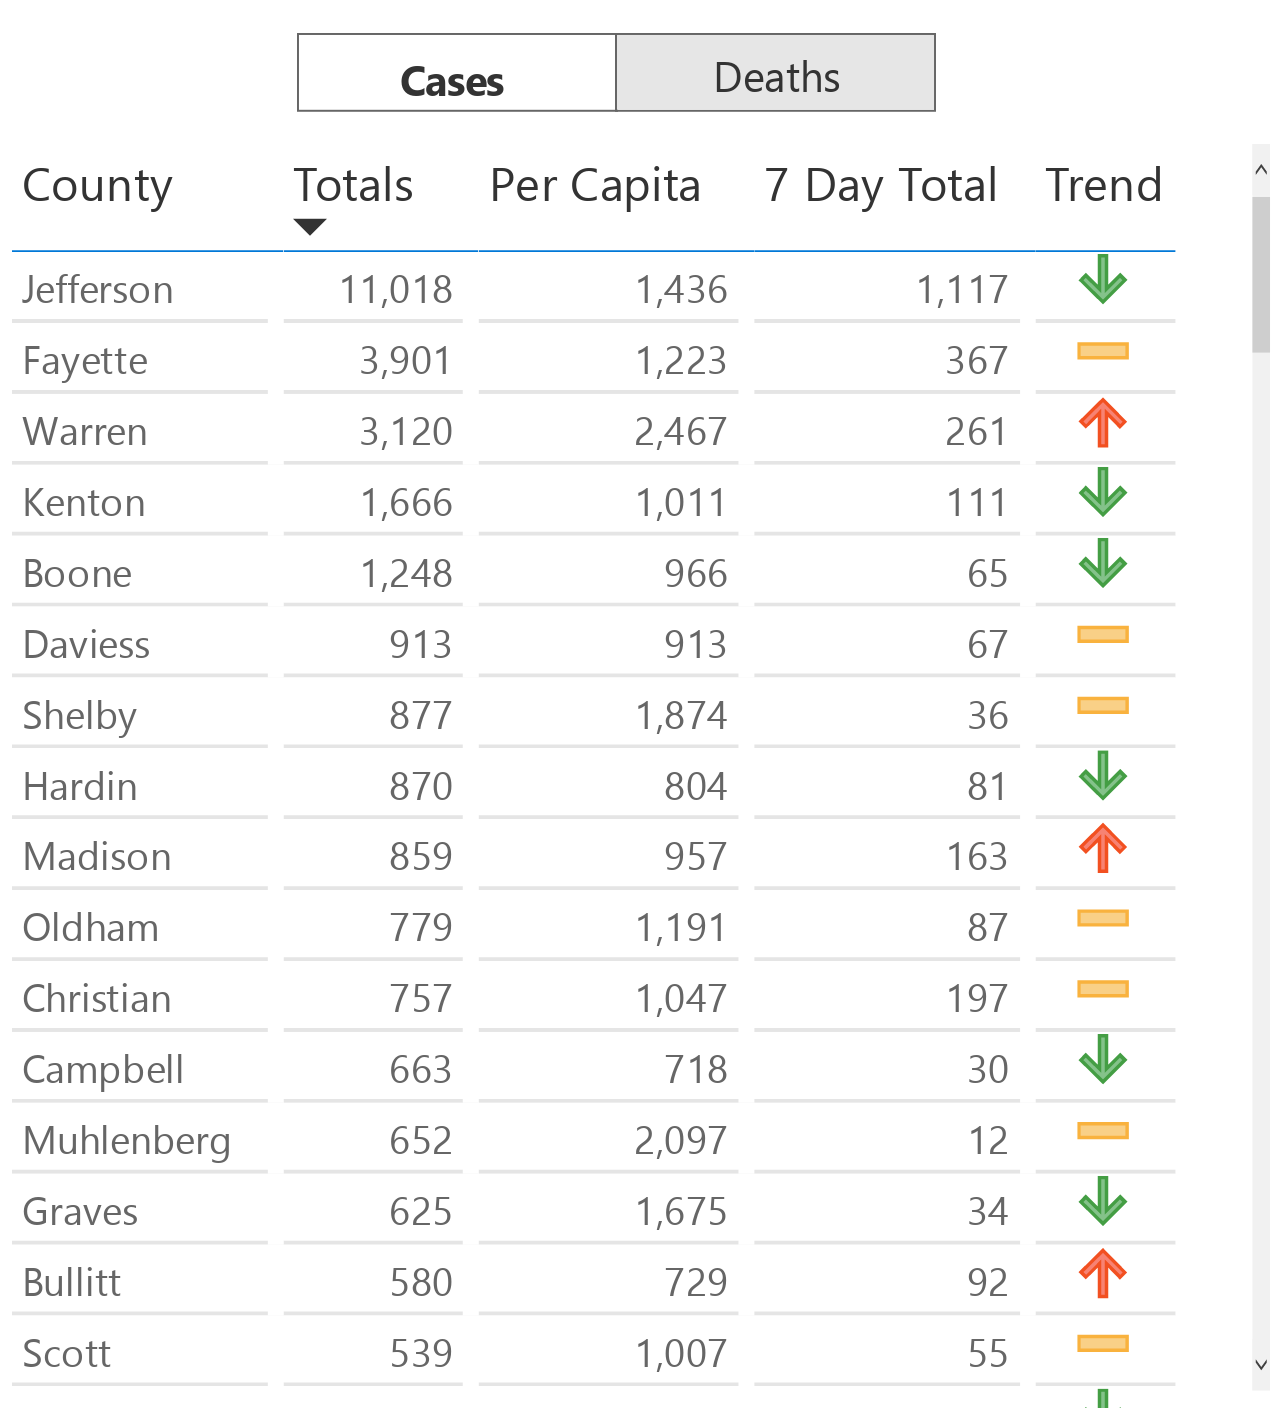 Cases Deaths
County Totals Per Capita 7 Day Total Trend
Jefferson 11,018 1,436 1,117
Fayette 3,901 1,223 367
Warren 3,120 2,467 261
Kenton 1,666 1,011 111
Boone 1,248 966 65
Daviess 913 913 67
Shelby 877 1,874 36
Hardin 870 804 81
Madison 859 957 163
Oldham 779 1,191 87
Christian 757 1,047 197
Campbell 663 718 30
Muhlenberg 652 2,097 12
Graves 625 1,675 34
Bullitt 580 729 92
Scott 539 1,007 55